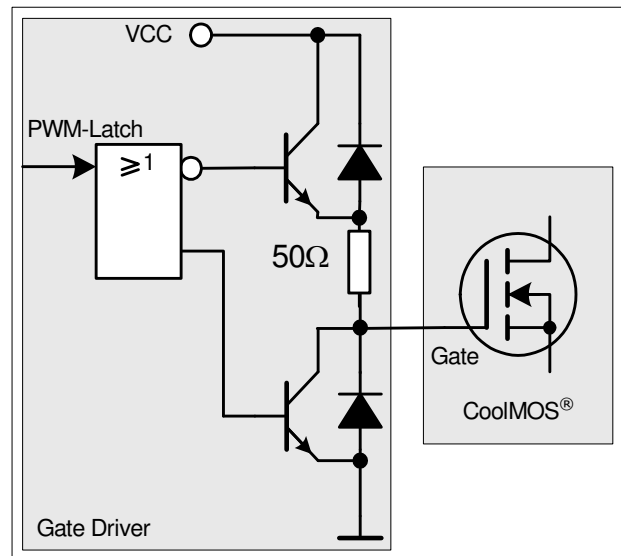 VCC
PWM-Latch
≥1
50Ω
Gate
CoolMOS®
Gate Driver